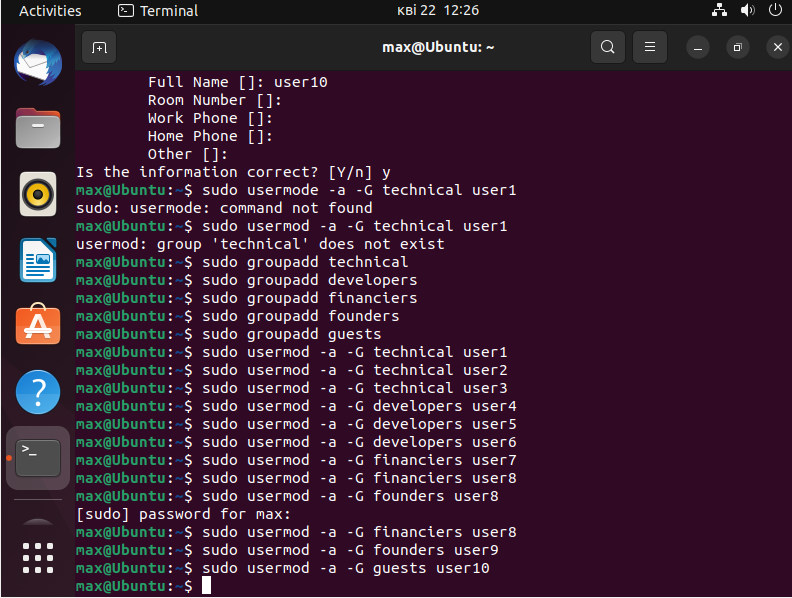 Activities
Terminal
кві 22 12:26
max@Ubuntu: ~
Full Name []: user10
Room Number []:
Work Phone []:
Home Phone []:
Other []:
Is the information correct? [Y/n] y
max@Ubuntu:~$ sudo usermode -a -G technical user1
sudo: usermode: command not found
max@Ubuntu:~$ sudo usermod -a -G technical user1
usermod: group 'technical' does not exist
max@Ubuntu:~$ sudo groupadd technical
max@Ubuntu:~$ sudo groupadd developers
max@Ubuntu:~$ sudo groupadd financiers
max@Ubuntu:~$ sudo groupadd founders
max@Ubuntu:~$ sudo groupadd guests
max@Ubuntu:~$ sudo usermod -a -G technical user1
max@Ubuntu:~$ sudo usermod -a -G technical user2
max@Ubuntu:~$ sudo usermod -a -G technical user3
max@Ubuntu:~$ sudo usermod -a -G developers user4
max@Ubuntu:~$ sudo usermod -a -G developers user5
max@Ubuntu:~$ sudo usermod -a -G developers user6
max@Ubuntu:~$ sudo usermod -a -G financiers user7
max@Ubuntu:~$ sudo usermod -a -G financiers user8
max@Ubuntu:~$ sudo usermod -a -G founders user8
[sudo] password for max:
max@Ubuntu:~$ sudo usermod -a -G financiers user8
max@Ubuntu:~$ sudo usermod -a -G founders user9
max@Ubuntu:~$ sudo usermod -a -G guests user10
max@Ubuntu:~$